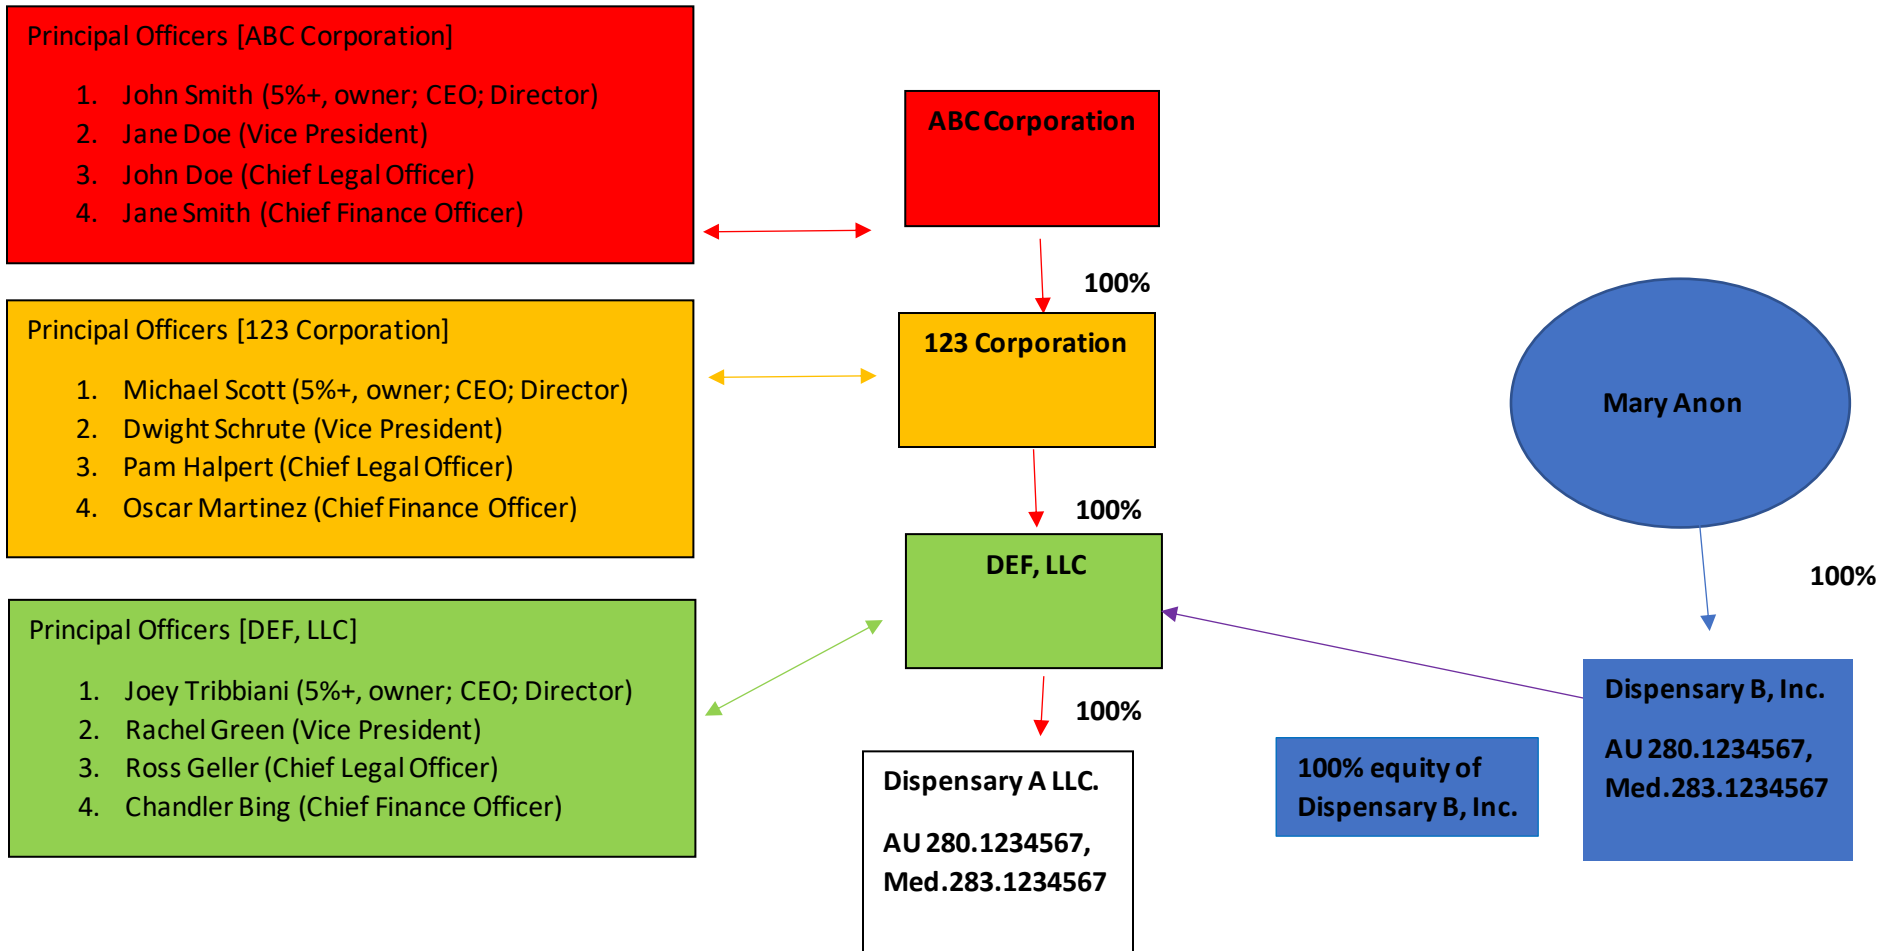 Principal Officers [ABC Corporation]
1. John Smith (5%+, owner; CEO; Director)
2. Jane Doe (Vice President)
3. John Doe (Chief Legal Officer)
4. Jane Smith (Chief Finance Officer)
ABC Corporation
100%
Principal Officers [123 Corporation]
1. Michael Scott (5%+, owner; CEO; Director)
2. Dwight Schrute (Vice President)
3. Pam Halpert (Chief Legal Officer)
4. Oscar Martinez (Chief Finance Officer)
123 Corporation
100%
Mary Anon
100%
Principal Officers [DEF, LLC]
1. Joey Tribbiani (5%+, owner; CEO; Director)
2. Rachel Green (Vice President)
3. Ross Geller (Chief Legal Officer)
4. Chandler Bing (Chief Finance Officer)
DEF, LLC
100%
Dispensary A LLC.
AU 280.1234567,
Med.283.1234567
100% equity of
Dispensary B, Inc.
Dispensary B, Inc.
AU 280.1234567,
Med.283.1234567